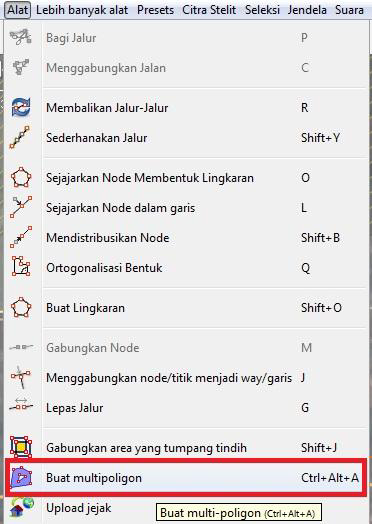 Alat Lebih banyak alat Presets Citra Stelit Seleksi Jendela Suara
Bagi Jalur P
Menggabungkan Jalan C
Membalikan Jalur-Jalur R
Sederhanakan Jalur Shift+Y
Sejajarkan Node Membentuk Lingkaran O
Sejajarkan Node dalam garis L
Mendistribusikan Node Shift+B
Ortogonalisasi Bentuk Q
Buat Lingkaran Shift+O
Gabungkan Node M
Menggabungkan node/titik menjadi way/garis J
Lepas Jalur G
Gabungkan area yang tumpang tindih Shift+J
Buat multipoligon Ctrl+Alt+A
Upload jejak
Buat multi-poligon (Ctrl+Alt+A)